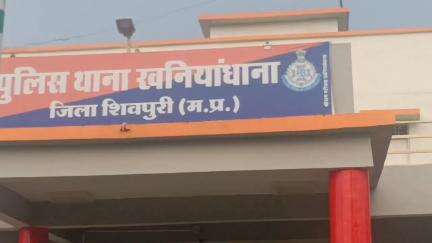 पुलिस थाना खनियांधाना
जिला शिवपुरी (म.प्र.)